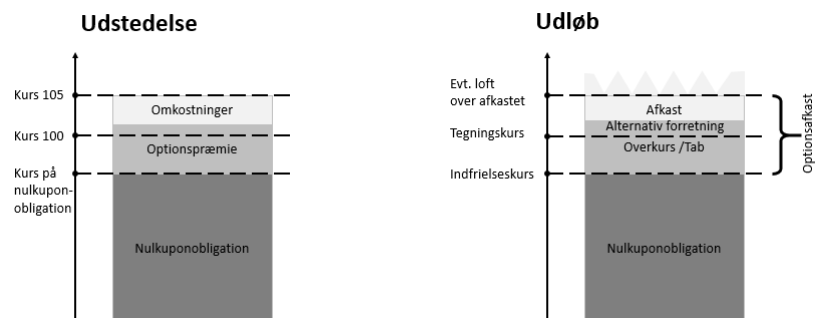 Udstedelse
Kurs 105
Kurs 100
Kurs på
nulkupon-
obligation
Omkostninger
Optionspræmie
Nulkuponobligation
Udløb
Evt. loft
over afkastet
Tegningskurs
Indfrielseskurs
Afkast
Alternativ forretning
Overkurs /Tab
Nulkuponobligation
Optionsafkast